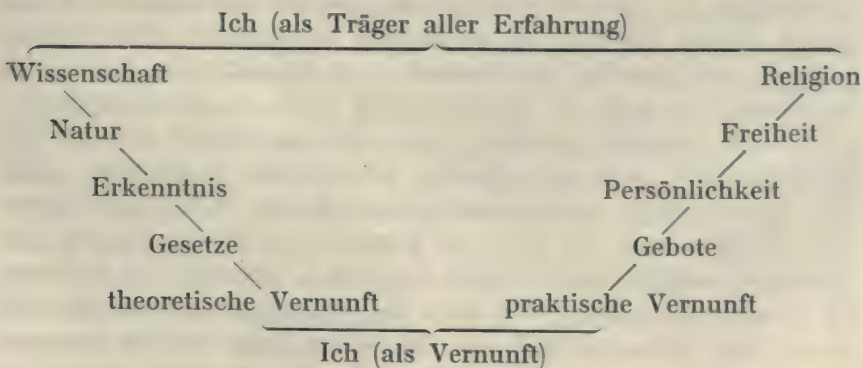 Ich (als Träger aller Erfahrung)
Wissenschaft Religion
Natur Freiheit
Erkenntnis Persönlichkeit
Gesetze Gebote
theoretische Vernunft praktische Vernunft
Ich (als Vernunft)